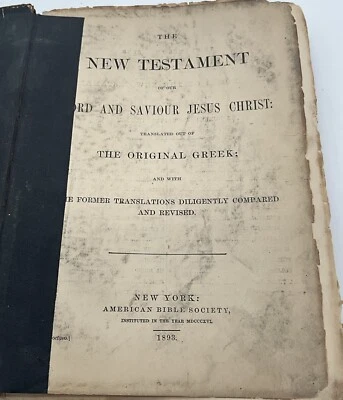 THE
NEW TESTAMENT
OF OUR
ORD AND SAVIOUR JESUS CHRIST:
TRANSLATED OUT OF
THE ORIGINAL GREEK;
AND WITH
HE FORMER TRANSLATIONS DILIGENTLY COMPARED
AND REVISED.
NEW YORK:
AMERICAN BIBLE SOCIETY,
INSTITUTED IN THE YEAR MDCCCXVI.
1893.